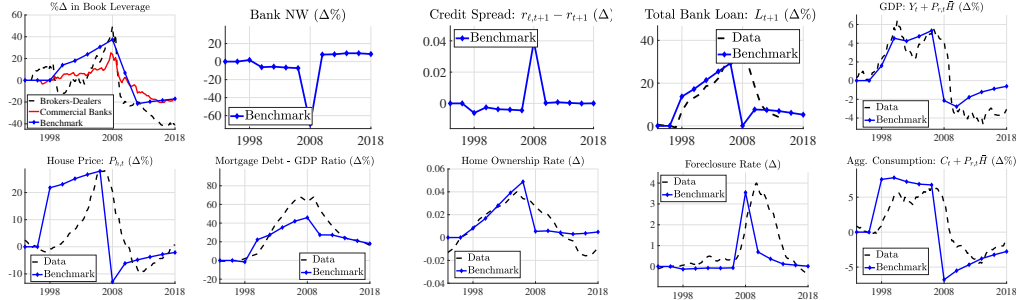 %Δ in Book Leverage
60
40
20
0
-20
-40
Brokers-Dealers
Commercial Banks
Benchmark
1998
2008
2018
Bank NW (Δ%)
20
0
-20
-40
-60
Benchmark
1998
2008
2018
Credit Spread: r_{ℓ,t+1} − r_{t+1} (Δ)
0.04
0.02
0
Benchmark
1998
2008
2018
Total Bank Loan: L_{t+1} (Δ%)
40
20
0
Data
Benchmark
1998
2008
2018
GDP: Y_t + P_{r,t}H̄ (Δ%)
6
4
2
0
-2
-4
-6
Data
Benchmark
1998
2008
2018
House Price: P_{h,t} (Δ%)
20
10
0
-10
Data
Benchmark
1998
2008
2018
Mortgage Debt - GDP Ratio (Δ%)
80
60
40
20
0
-20
Data
Benchmark
1998
2008
2018
Home Ownership Rate (Δ)
0.06
0.04
0.02
0
-0.02
-0.04
Data
Benchmark
1998
2008
2018
Foreclosure Rate (Δ)
4
3
2
1
0
Data
Benchmark
1998
2008
2018
Agg. Consumption: C_t + P_{r,t}H̄ (Δ%)
5
0
-5
Data
Benchmark
1998
2008
2018